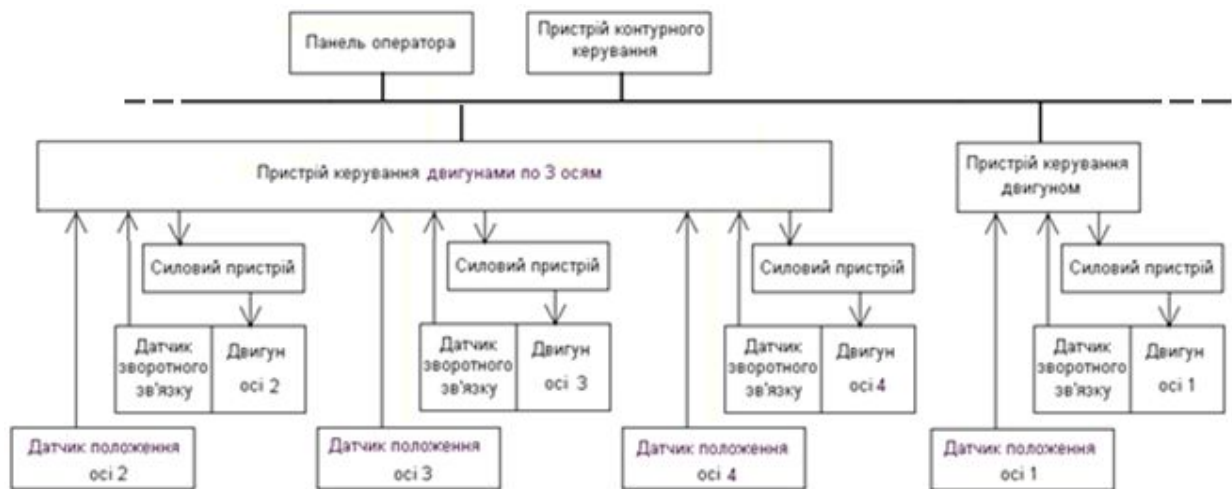 Панель оператора
Пристрій контурного
керування
Пристрій керування двигунами по 3 осям
Пристрій керування
двигуном
Силовий пристрій
Силовий пристрій
Силовий пристрій
Силовий пристрій
Датчик
зворотного
зв'язку
Двигун
осі 2
Датчик
зворотного
зв'язку
Двигун
осі 3
Датчик
зворотного
зв'язку
Двигун
осі 4
Датчик
зворотного
зв'язку
Двигун
осі 1
Датчик положення
осі 2
Датчик положення
осі 3
Датчик положення
осі 4
Датчик положення
осі 1